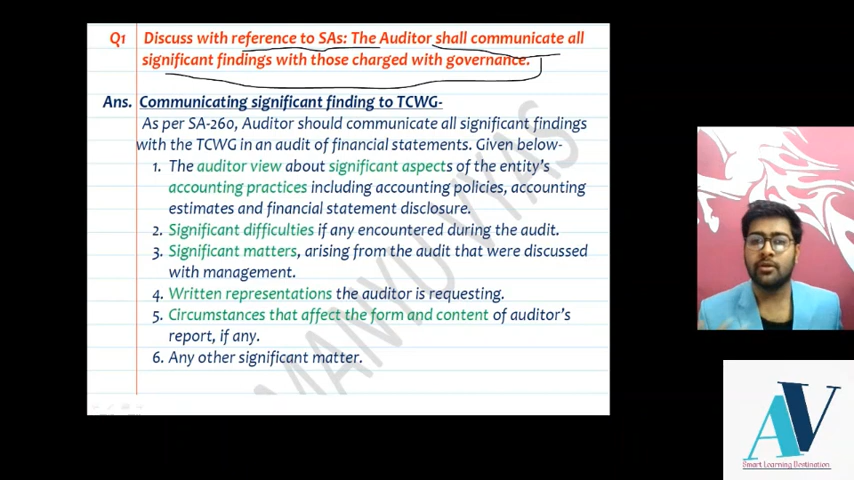 Q1 Discuss with reference to SAs: The Auditor shall communicate all
significant findings with those charged with governance.
Ans. Communicating significant finding to TCWG-
As per SA-260, Auditor should communicate all significant findings
with the TCWG in an audit of financial statements. Given below-
1. The auditor view about significant aspects of the entity's
accounting practices including accounting policies, accounting
estimates and financial statement disclosure.
2. Significant difficulties if any encountered during the audit.
3. Significant matters, arising from the audit that were discussed
with management.
4. Written representations the auditor is requesting.
5. Circumstances that affect the form and content of auditor's
report, if any.
6. Any other significant matter.
MANYU VYAS
AV
Smart Learning Destination